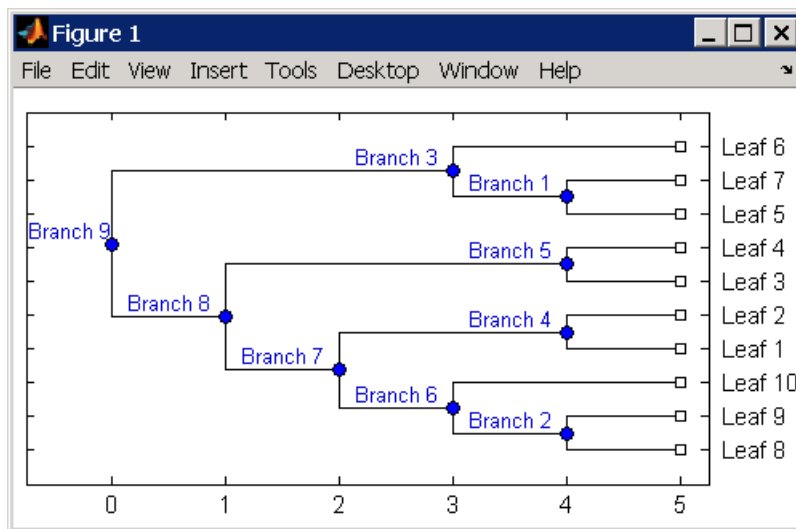 Figure 1
File Edit View Insert Tools Desktop Window Help
Branch 3
Leaf 6
Branch 1
Leaf 7
Leaf 5
Branch 9
Branch 5
Leaf 4
Leaf 3
Branch 8
Branch 4
Leaf 2
Leaf 1
Branch 7
Branch 6
Leaf 10
Branch 2
Leaf 9
Leaf 8
0 1 2 3 4 5